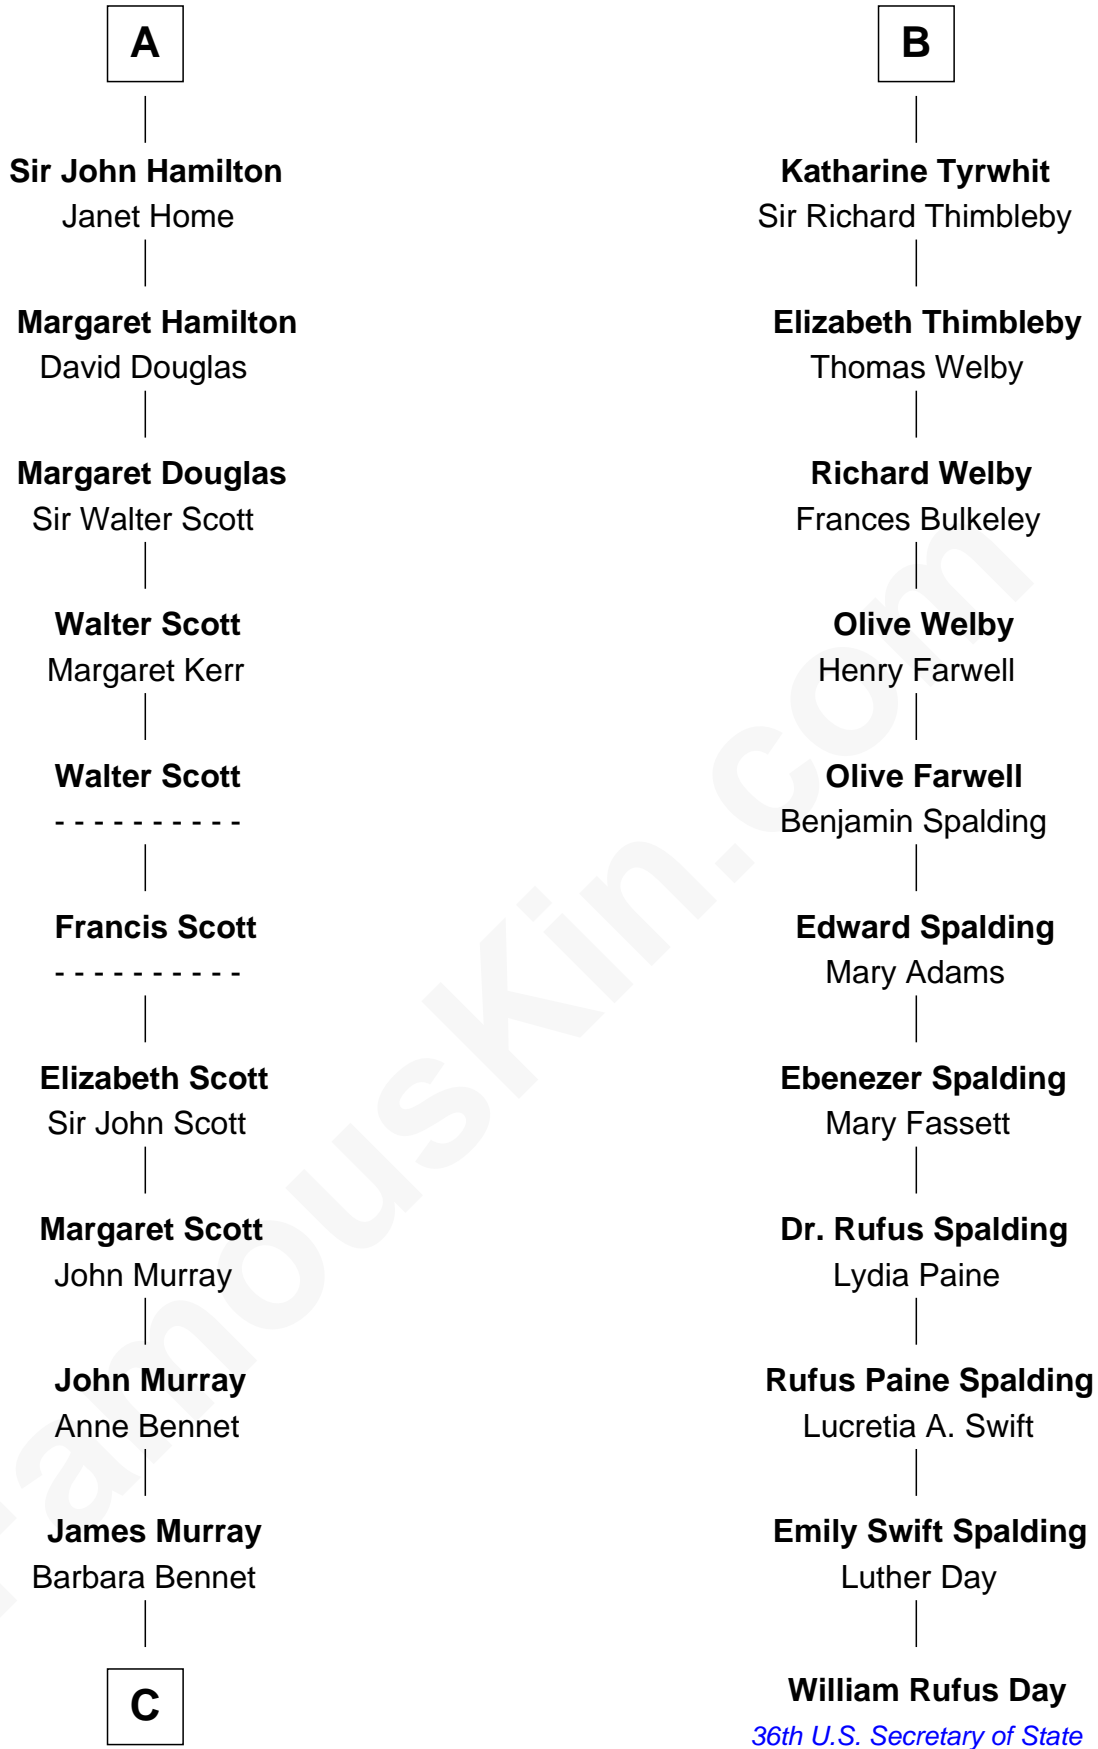 A
Sir John Hamilton
Janet Home
Margaret Hamilton
David Douglas
Margaret Douglas
Sir Walter Scott
Walter Scott
Margaret Kerr
Walter Scott
- - - - - - - - - -
Francis Scott
- - - - - - - - - -
Elizabeth Scott
Sir John Scott
Margaret Scott
John Murray
John Murray
Anne Bennet
James Murray
Barbara Bennet
C
B
Katharine Tyrwhit
Sir Richard Thimbleby
Elizabeth Thimbleby
Thomas Welby
Richard Welby
Frances Bulkeley
Olive Welby
Henry Farwell
Olive Farwell
Benjamin Spalding
Edward Spalding
Mary Adams
Ebenezer Spalding
Mary Fassett
Dr. Rufus Spalding
Lydia Paine
Rufus Paine Spalding
Lucretia A. Swift
Emily Swift Spalding
Luther Day
William Rufus Day
36th U.S. Secretary of State
FamousKin.com